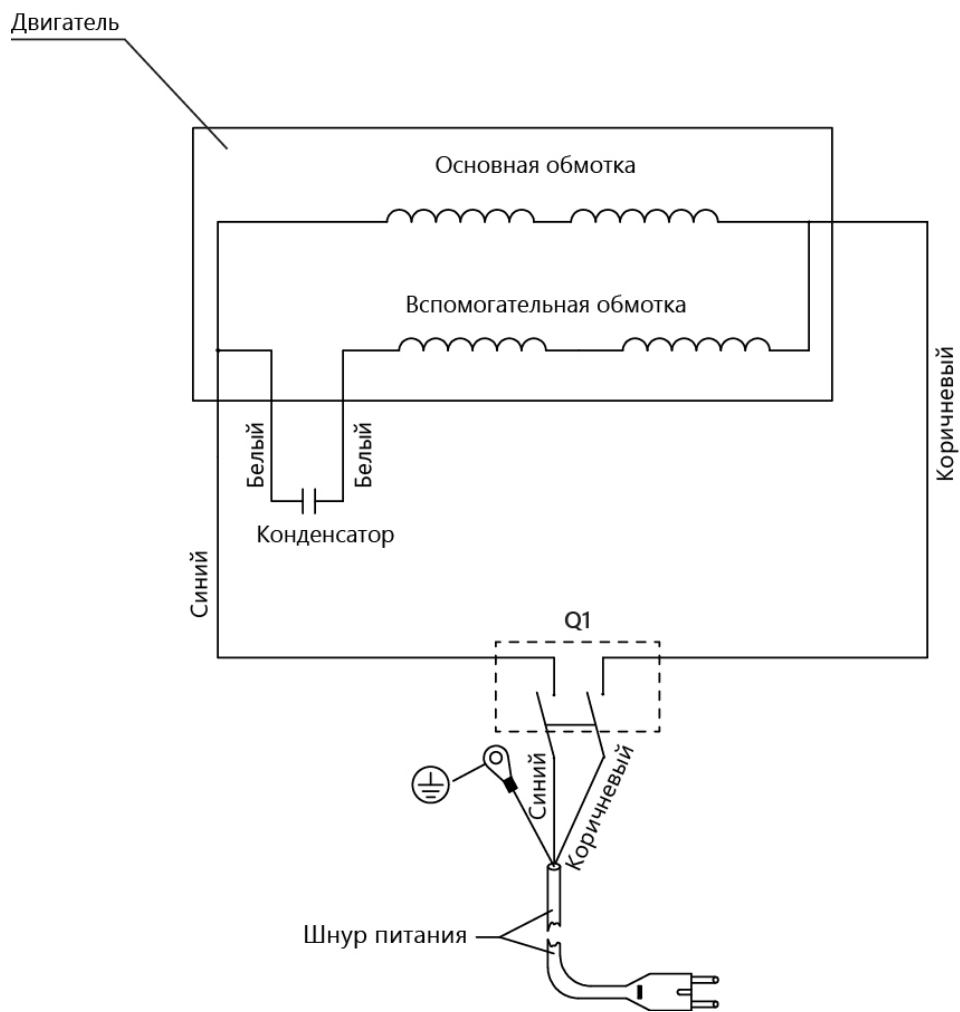 Двигатель
Основная обмотка
Вспомогательная обмотка
Коричневый
Белый
Белый
Конденсатор
Синий
Q1
Синий
Коричневый
Шнур питания